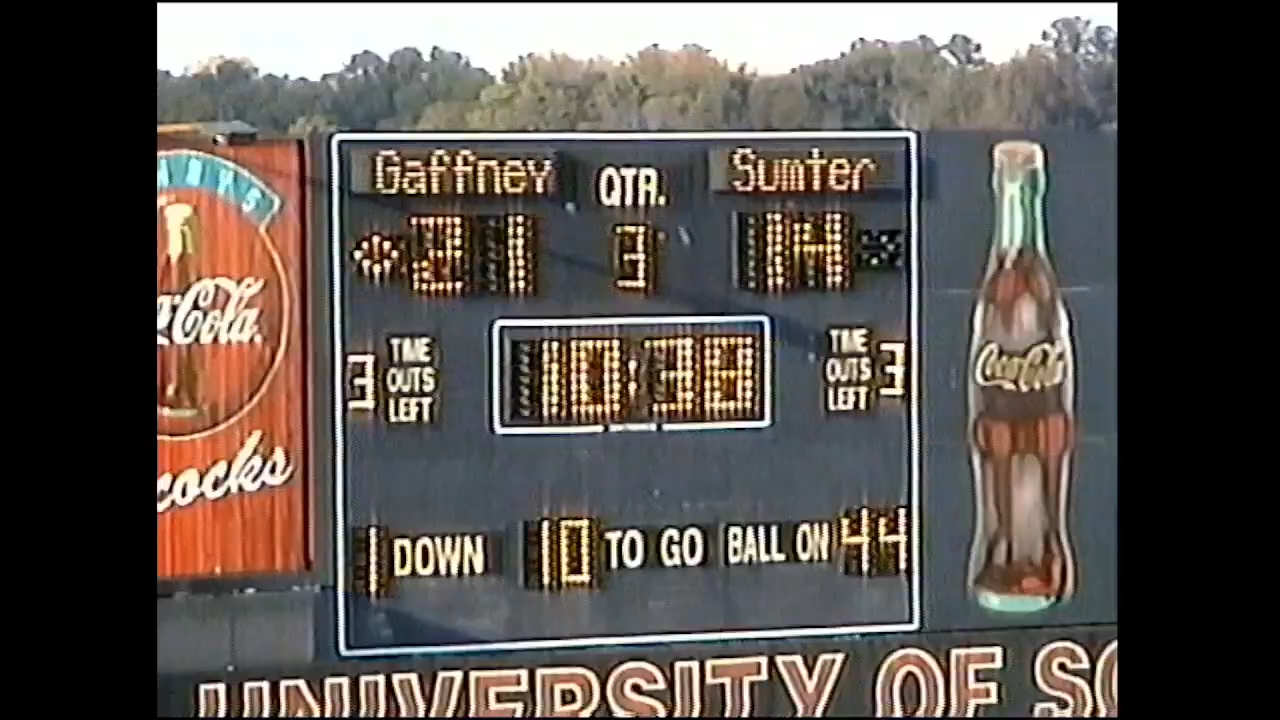 Gaffney QTR. Sumter
21 3 14
3 TIME OUTS LEFT 10:38 TIME OUTS LEFT 3
1 DOWN 10 TO GO BALL ON 44
Coca-Cola
Cola.
cocks
UNIVERSITY OF SO